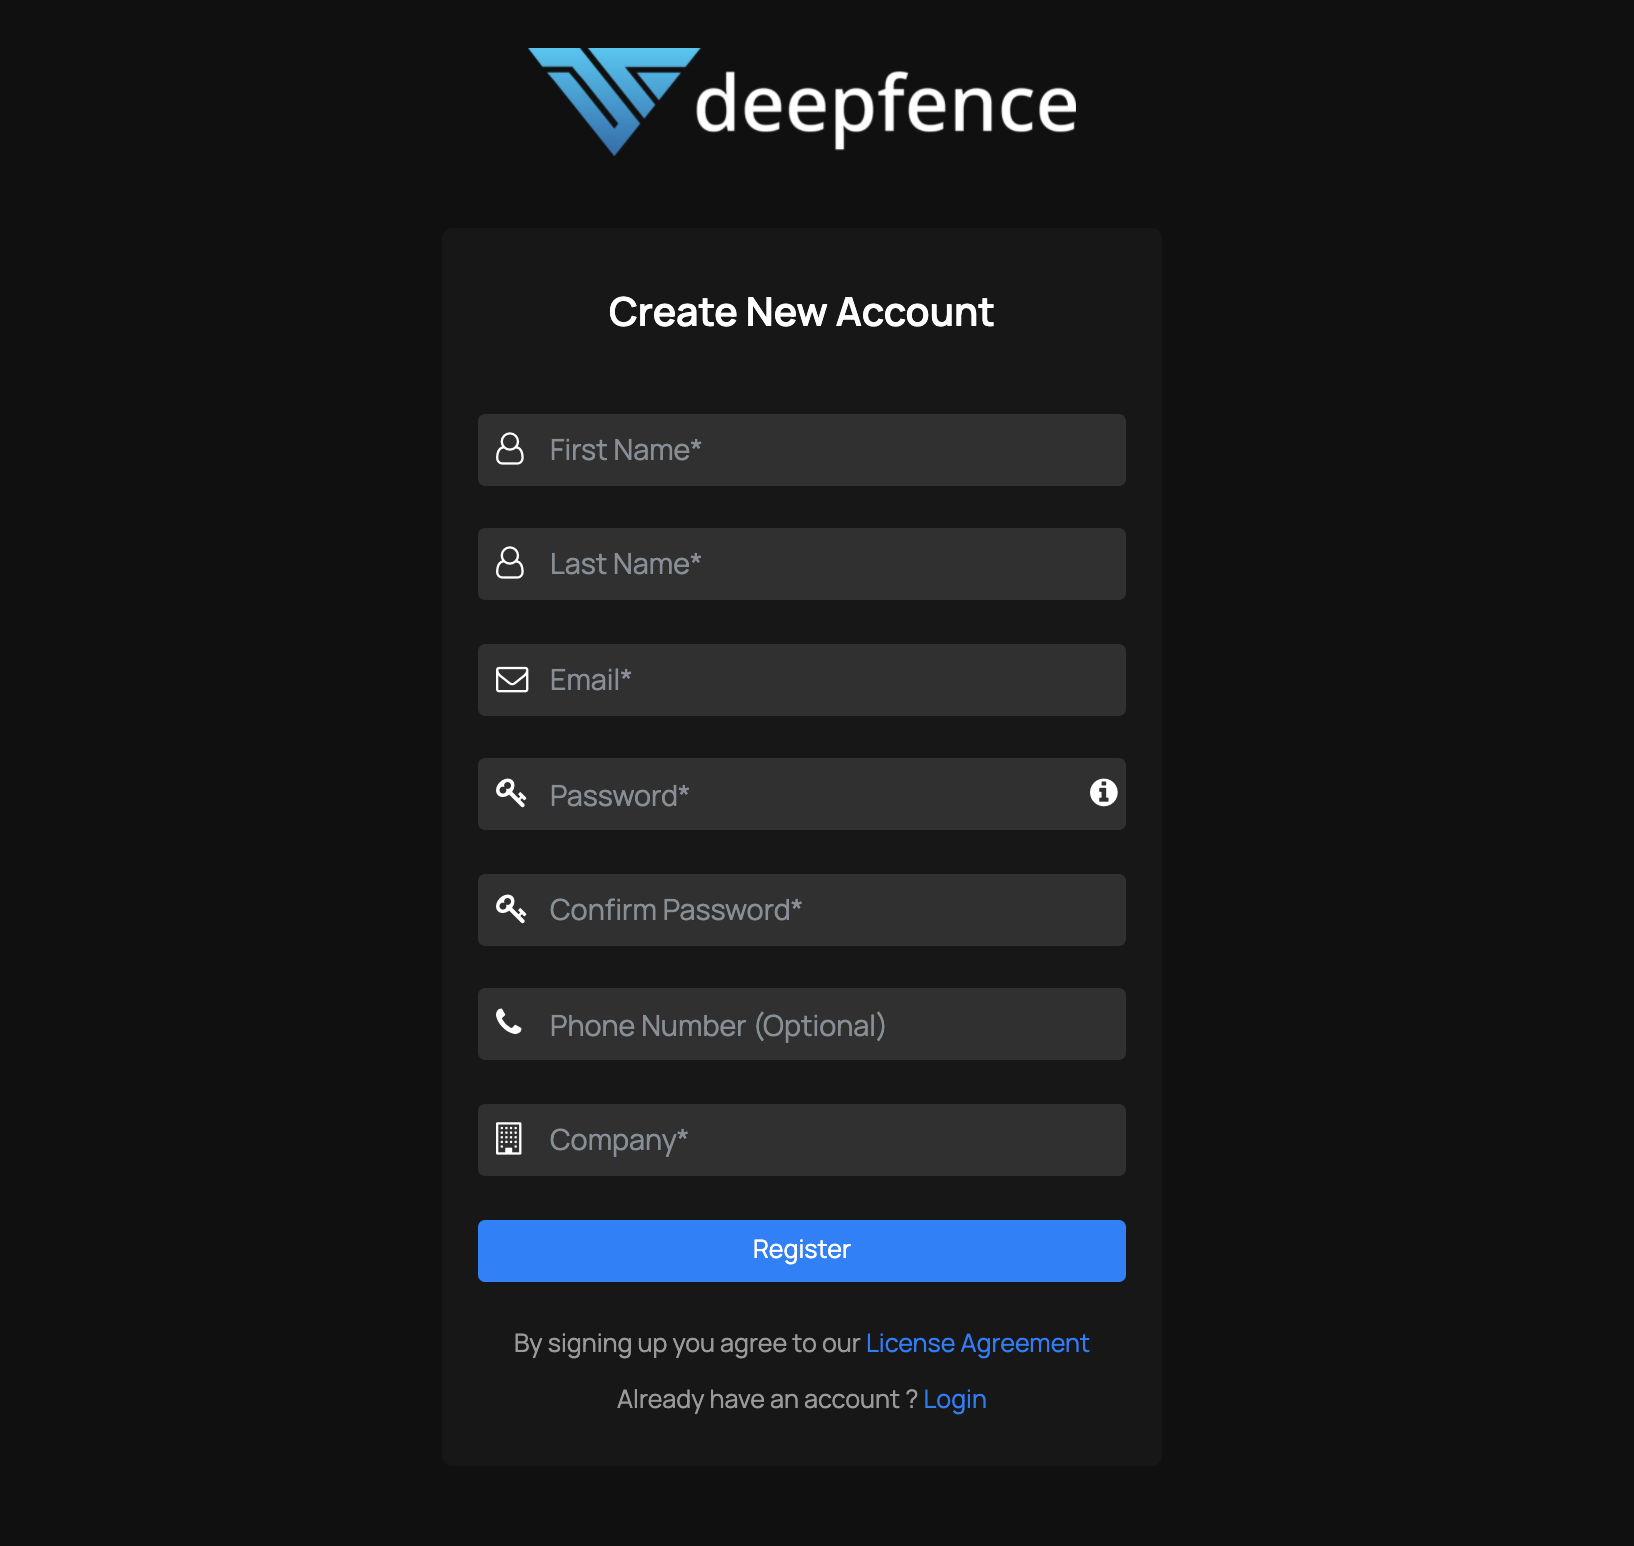 deepfence
Create New Account
First Name*
Last Name*
Email*
Password*
Confirm Password*
Phone Number (Optional)
Company*
Register
By signing up you agree to our License Agreement
Already have an account ? Login